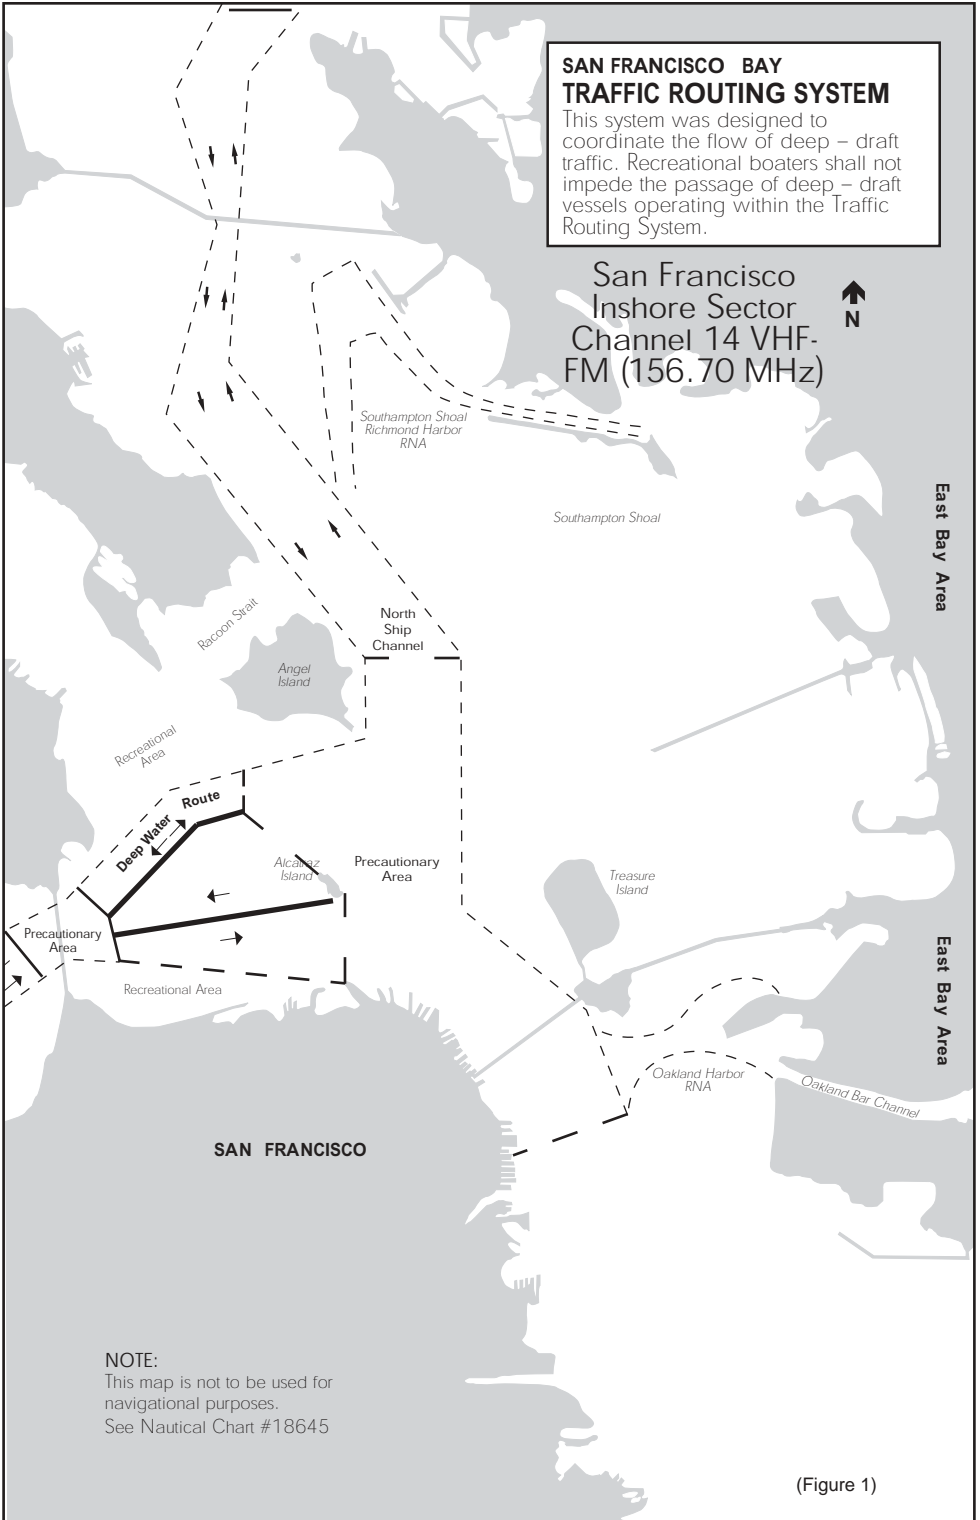 SAN FRANCISCO BAY
TRAFFIC ROUTING SYSTEM
This system was designed to
coordinate the flow of deep – draft
traffic. Recreational boaters shall not
impede the passage of deep – draft
vessels operating within the Traffic
Routing System.
San Francisco
Inshore Sector
Channel 14 VHF-
FM (156.70 MHz)
N
Southampton Shoal
Richmond Harbor
RNA
Southampton Shoal
East Bay Area
Racoon Strait
North
Ship
Channel
Angel
Island
Recreational
Area
Deep Water
Route
Alcatraz
Island
Precautionary
Area
Treasure
Island
Precautionary
Area
Recreational Area
East Bay Area
Oakland Harbor
RNA
Oakland Bar Channel
SAN FRANCISCO
NOTE:
This map is not to be used for
navigational purposes.
See Nautical Chart #18645
(Figure 1)